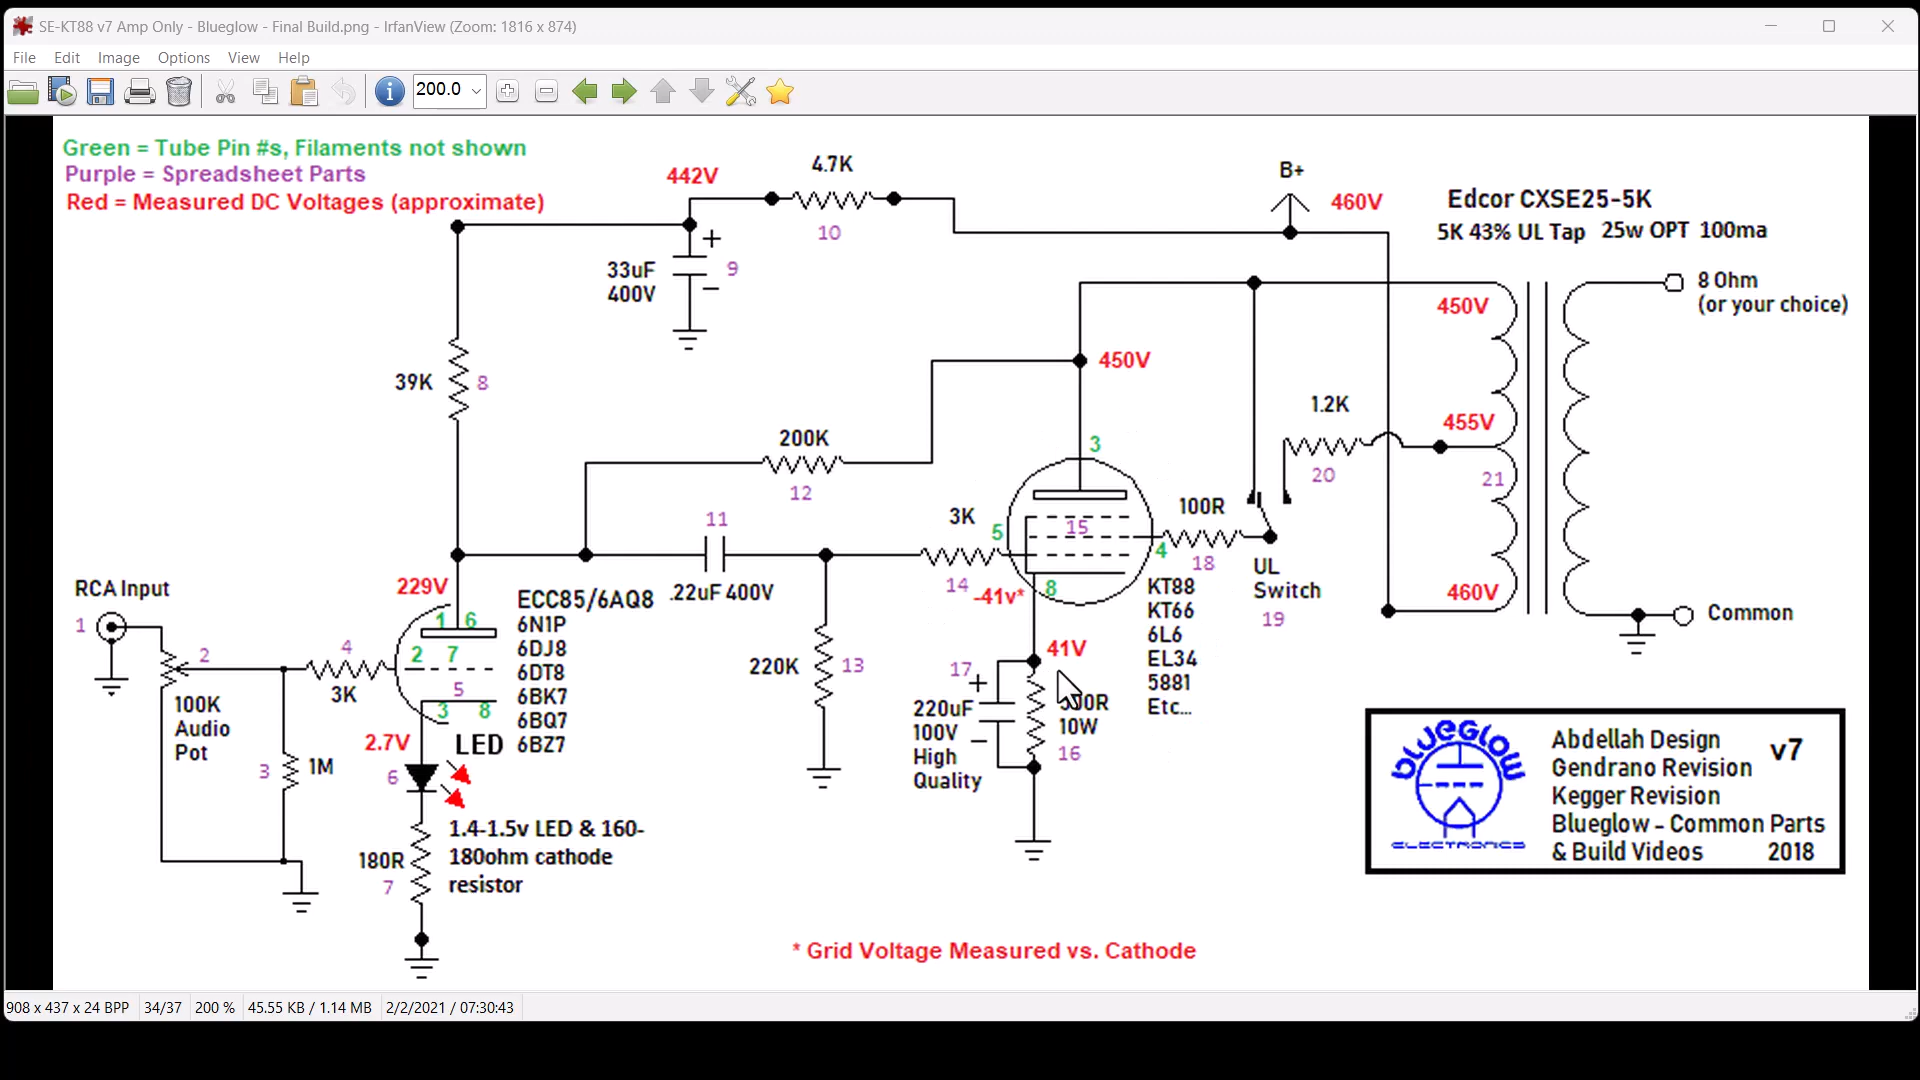 SE-KT88 v7 Amp Only - Blueglow - Final Build.png - IrfanView (Zoom: 1816 x 874)
File Edit Image Options View Help
200.0
Green = Tube Pin #s, Filaments not shown
Purple = Spreadsheet Parts
Red = Measured DC Voltages (approximate)
442V
4.7K
10
B+
460V
Edcor CXSE25-5K
5K 43% UL Tap 25w OPT 100ma
33uF
400V
+
9
−
450V
8 Ohm
(or your choice)
39K
8
450V
200K
12
3
1.2K
20
455V
21
11
.22uF 400V
3K
14
5
-41v*
15
8
4
100R
18
UL
Switch
19
460V
Common
RCA Input
1
2
100K
Audio
Pot
4
3K
3
1M
229V
1 6
2 7
5
3 8
ECC85/6AQ8
6N1P
6DJ8
6DT8
6BK7
6BQ7
6BZ7
2.7V
LED
6
180R
7
1.4-1.5v LED & 160-
180ohm cathode
resistor
220K
13
41V
17
+
220uF
100V
−
High
Quality
10W
16
KT88
KT66
6L6
EL34
5881
Etc...
BLUEGLOW
ELECTRONICS
Abdellah Design
v7
Gendrano Revision
Kegger Revision
Blueglow - Common Parts
& Build Videos 2018
* Grid Voltage Measured vs. Cathode
908 x 437 x 24 BPP 34/37 200 % 45.55 KB / 1.14 MB 2/2/2021 / 07:30:43